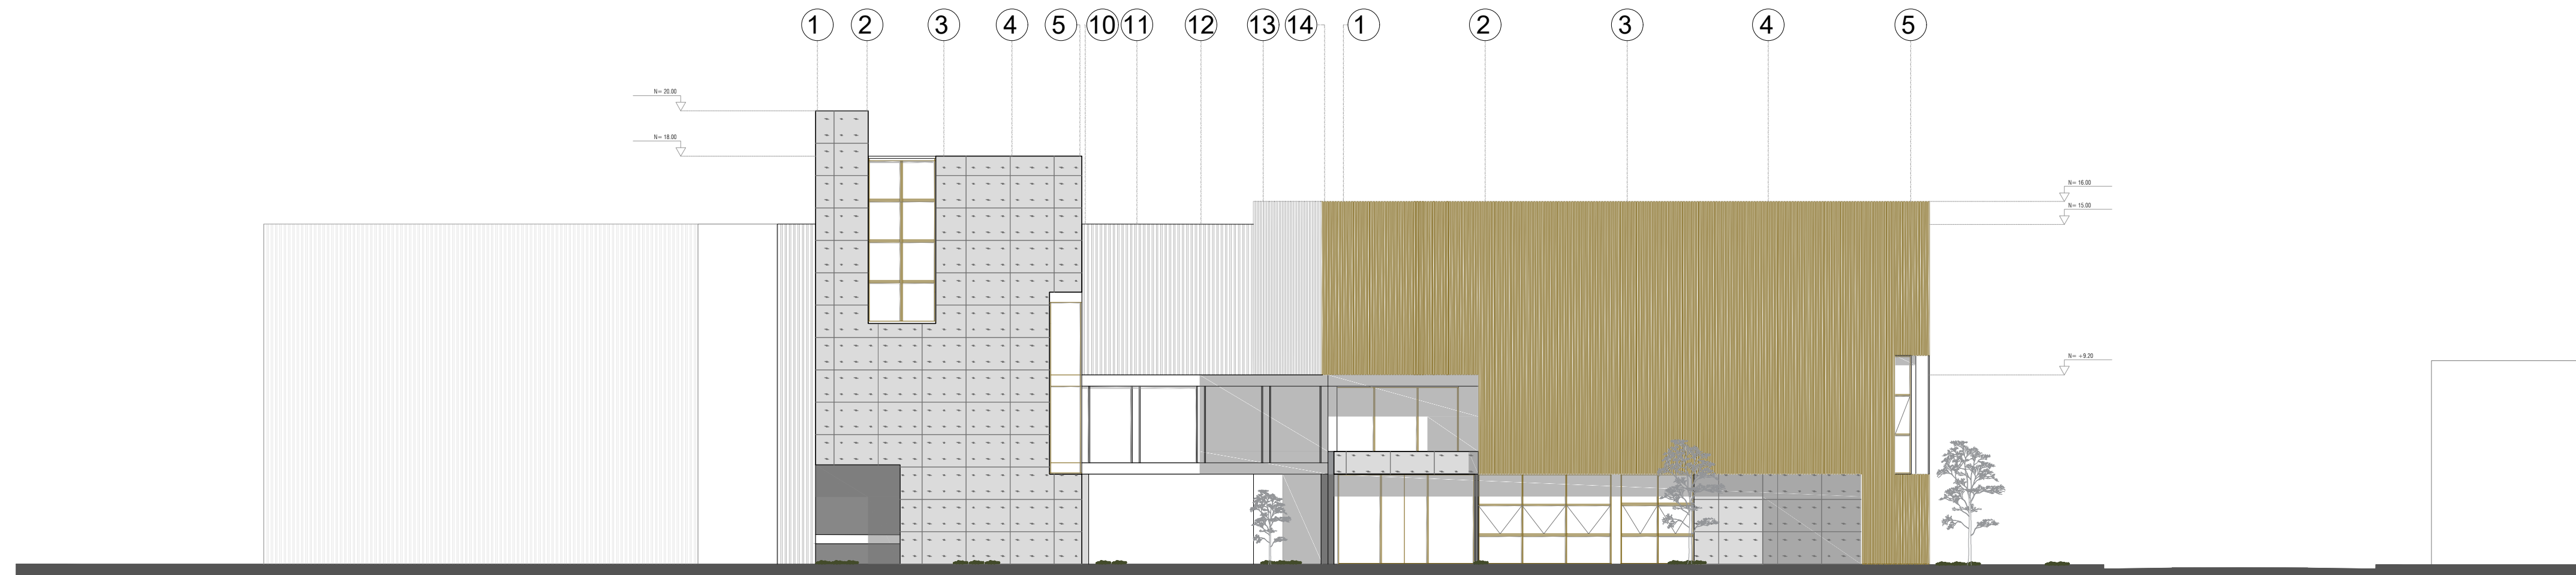 1 2 3 4 5 10 11 12 13 14 1 2 3 4 5
N= 20.00
N= 18.00
N= 16.00
N= 15.00
N= +9.20